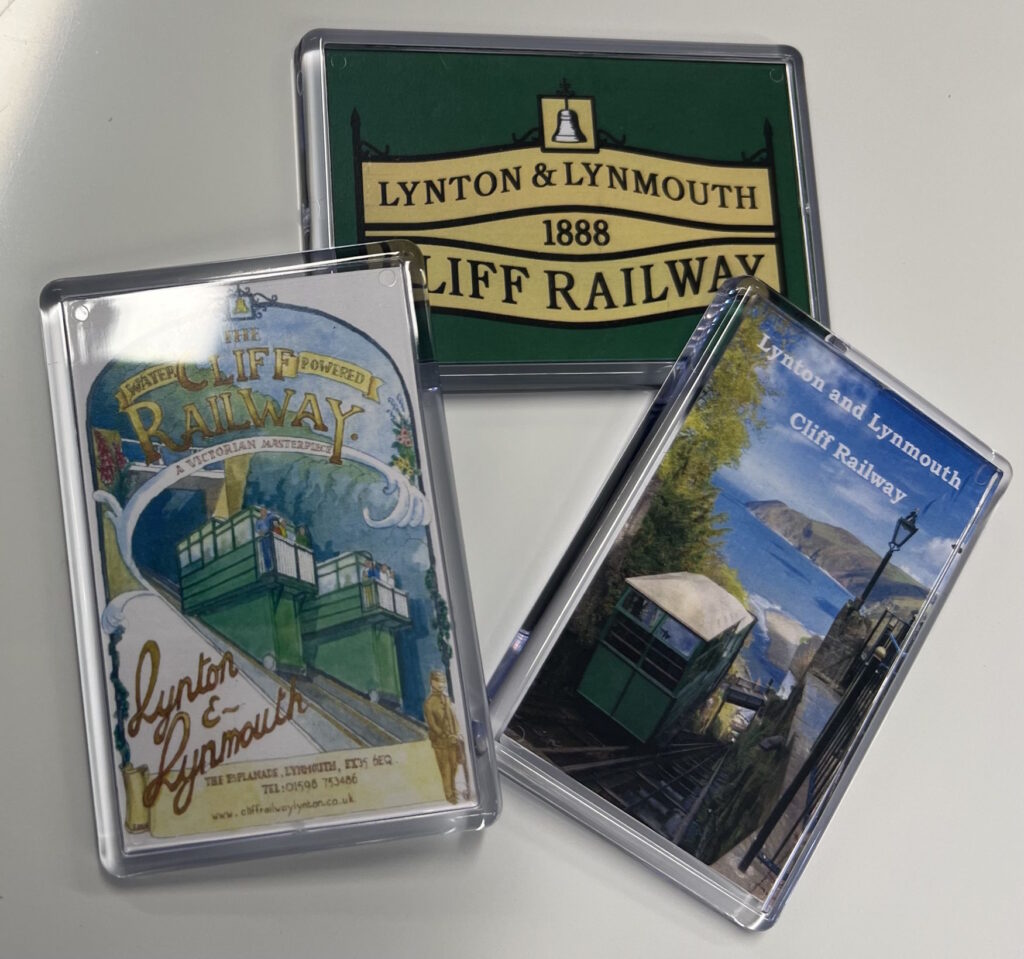 LYNTON & LYNMOUTH
1888
CLIFF RAILWAY
THE
WATER CLIFF POWERED
RAILWAY.
A VICTORIAN MASTERPIECE
Lynton
&
Lynmouth
THE ESPLANADE, LYNMOUTH, EX35 6EQ
TEL: 01598 753486
www.cliffrailwaylynton.co.uk
Lynton and Lynmouth
Cliff Railway